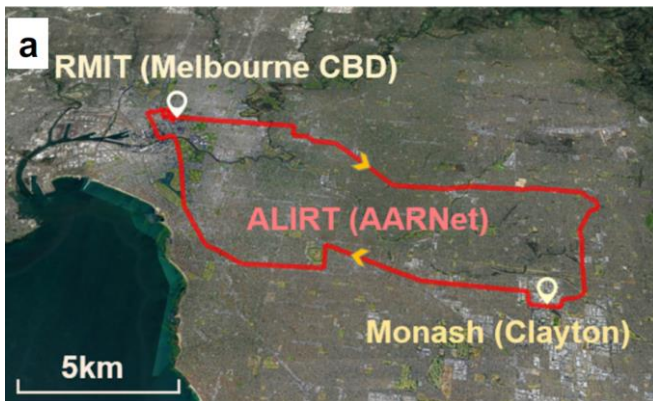 a
RMIT (Melbourne CBD)
ALIRT (AARNet)
Monash (Clayton)
5km